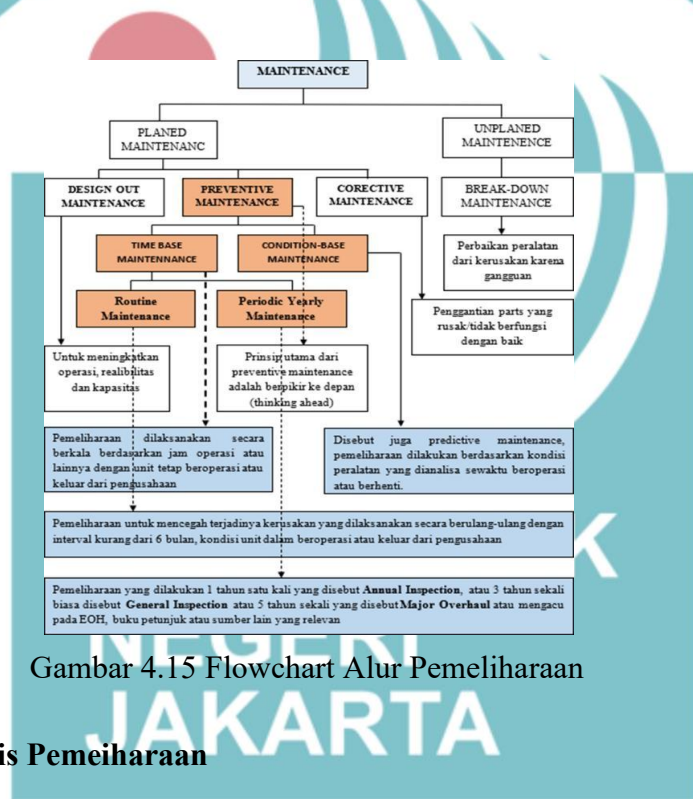 MAINTENANCE
PLANED
MAINTENANC
UNPLANED
MAINTENENCE
DESIGN OUT
MAINTENANCE
PREVENTIVE
MAINTENANCE
CORECTIVE
MAINTENANCE
BREAK-DOWN
MAINTENANCE
TIME BASE
MAINTENNANCE
CONDITION-BASE
MAINTENANCE
Perbaikan peralatan
dari kerusakan karena
gangguan
Routine
Maintenance
Periodic Yearly
Maintenance
Penggantian parts yang
rusak/tidak berfungsi
dengan baik
Untuk meningkatkan
operasi, realibilitas
dan kapasitas
Prinsip utama dari
preventive maintenance
adalah berpikir ke depan
(thinking ahead)
Pemeliharaan dilaksanakan secara
berkala berdasarkan jam operasi atau
lainnya dengan unit tetap beroperasi atau
keluar dari pengusahaan
Disebut juga predictive maintenance,
pemeliharaan dilakukan berdasarkan kondisi
peralatan yang dianalisa sewaktu beroperasi
atau berhenti.
Pemeliharaan untuk mencegah terjadinya kerusakan yang dilaksanakan secara berulang-ulang dengan
interval kurang dari 6 bulan, kondisi unit dalam beroperasi atau keluar dari pengusahaan
Pemeliharaan yang dilakukan 1 tahun satu kali yang disebut Annual Inspection, atau 3 tahun sekali
biasa disebut General Inspection atau 5 tahun sekali yang disebut Major Overhaul atau mengacu
pada EOH, buku petunjuk atau sumber lain yang relevan
K
NEGERI
Gambar 4.15 Flowchart Alur Pemeliharaan
JAKARTA
is Pemeiharaan